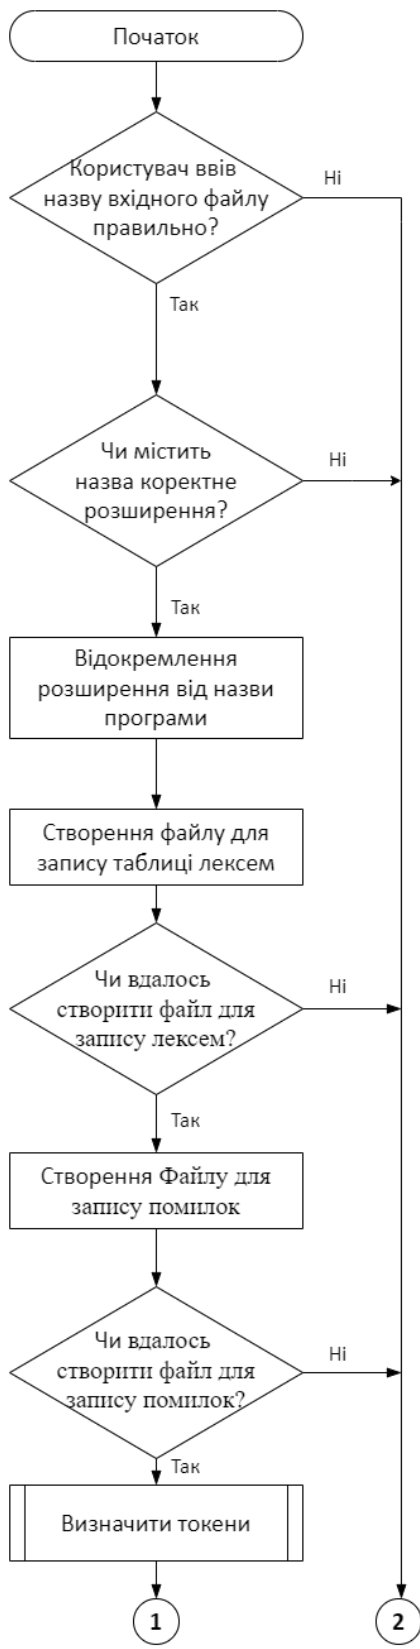 Початок
Користувач ввів
назву вхідного файлу
правильно?
Ні
Так
Чи містить
назва коректне
розширення?
Ні
Так
Відокремлення
розширення від назви
програми
Створення файлу для
запису таблиці лексем
Чи вдалось
створити файл для
запису лексем?
Ні
Так
Створення Файлу для
запису помилок
Чи вдалось
створити файл для
запису помилок?
Ні
Так
Визначити токени
1
2